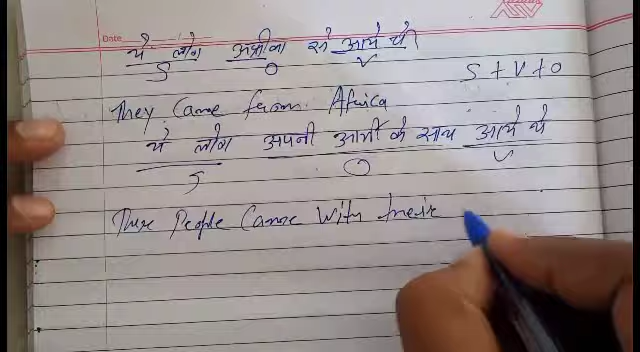 Date
ये लोग अफ्रीका से आये थे।
S O V S + V + O
They Came from Africa
ये लोग अपनी आर्मी के साथ आये थे
S O V
These People Came With their